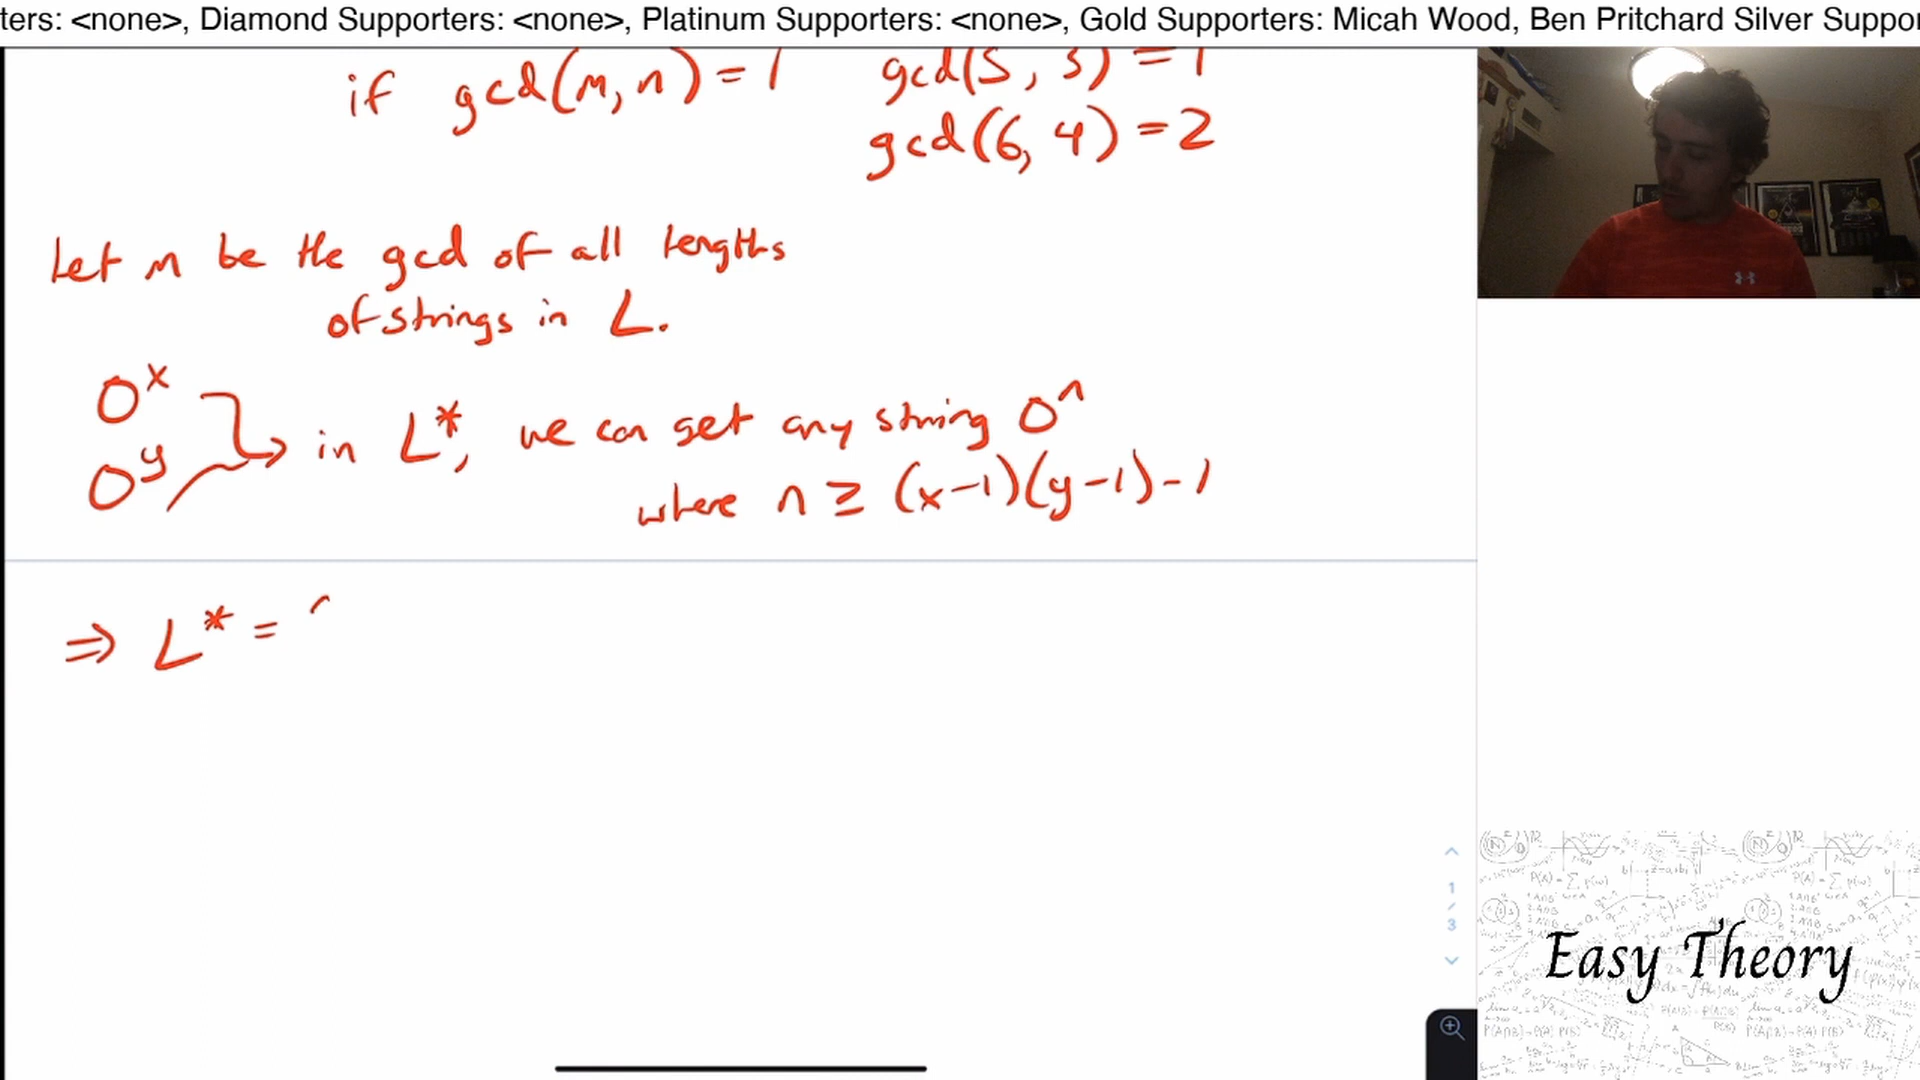 ters: <none>, Diamond Supporters: <none>, Platinum Supporters: <none>, Gold Supporters: Micah Wood, Ben Pritchard Silver Suppor
if gcd(m, n) = 1
gcd(5, 3) = 1
gcd(6, 4) = 2
Let m be the gcd of all lengths
of strings in L.
0^x
0^y
in L*, we can get any string 0^n
where n ≥ (x-1)(y-1)-1
⇒ L* =
1
3
Easy Theory